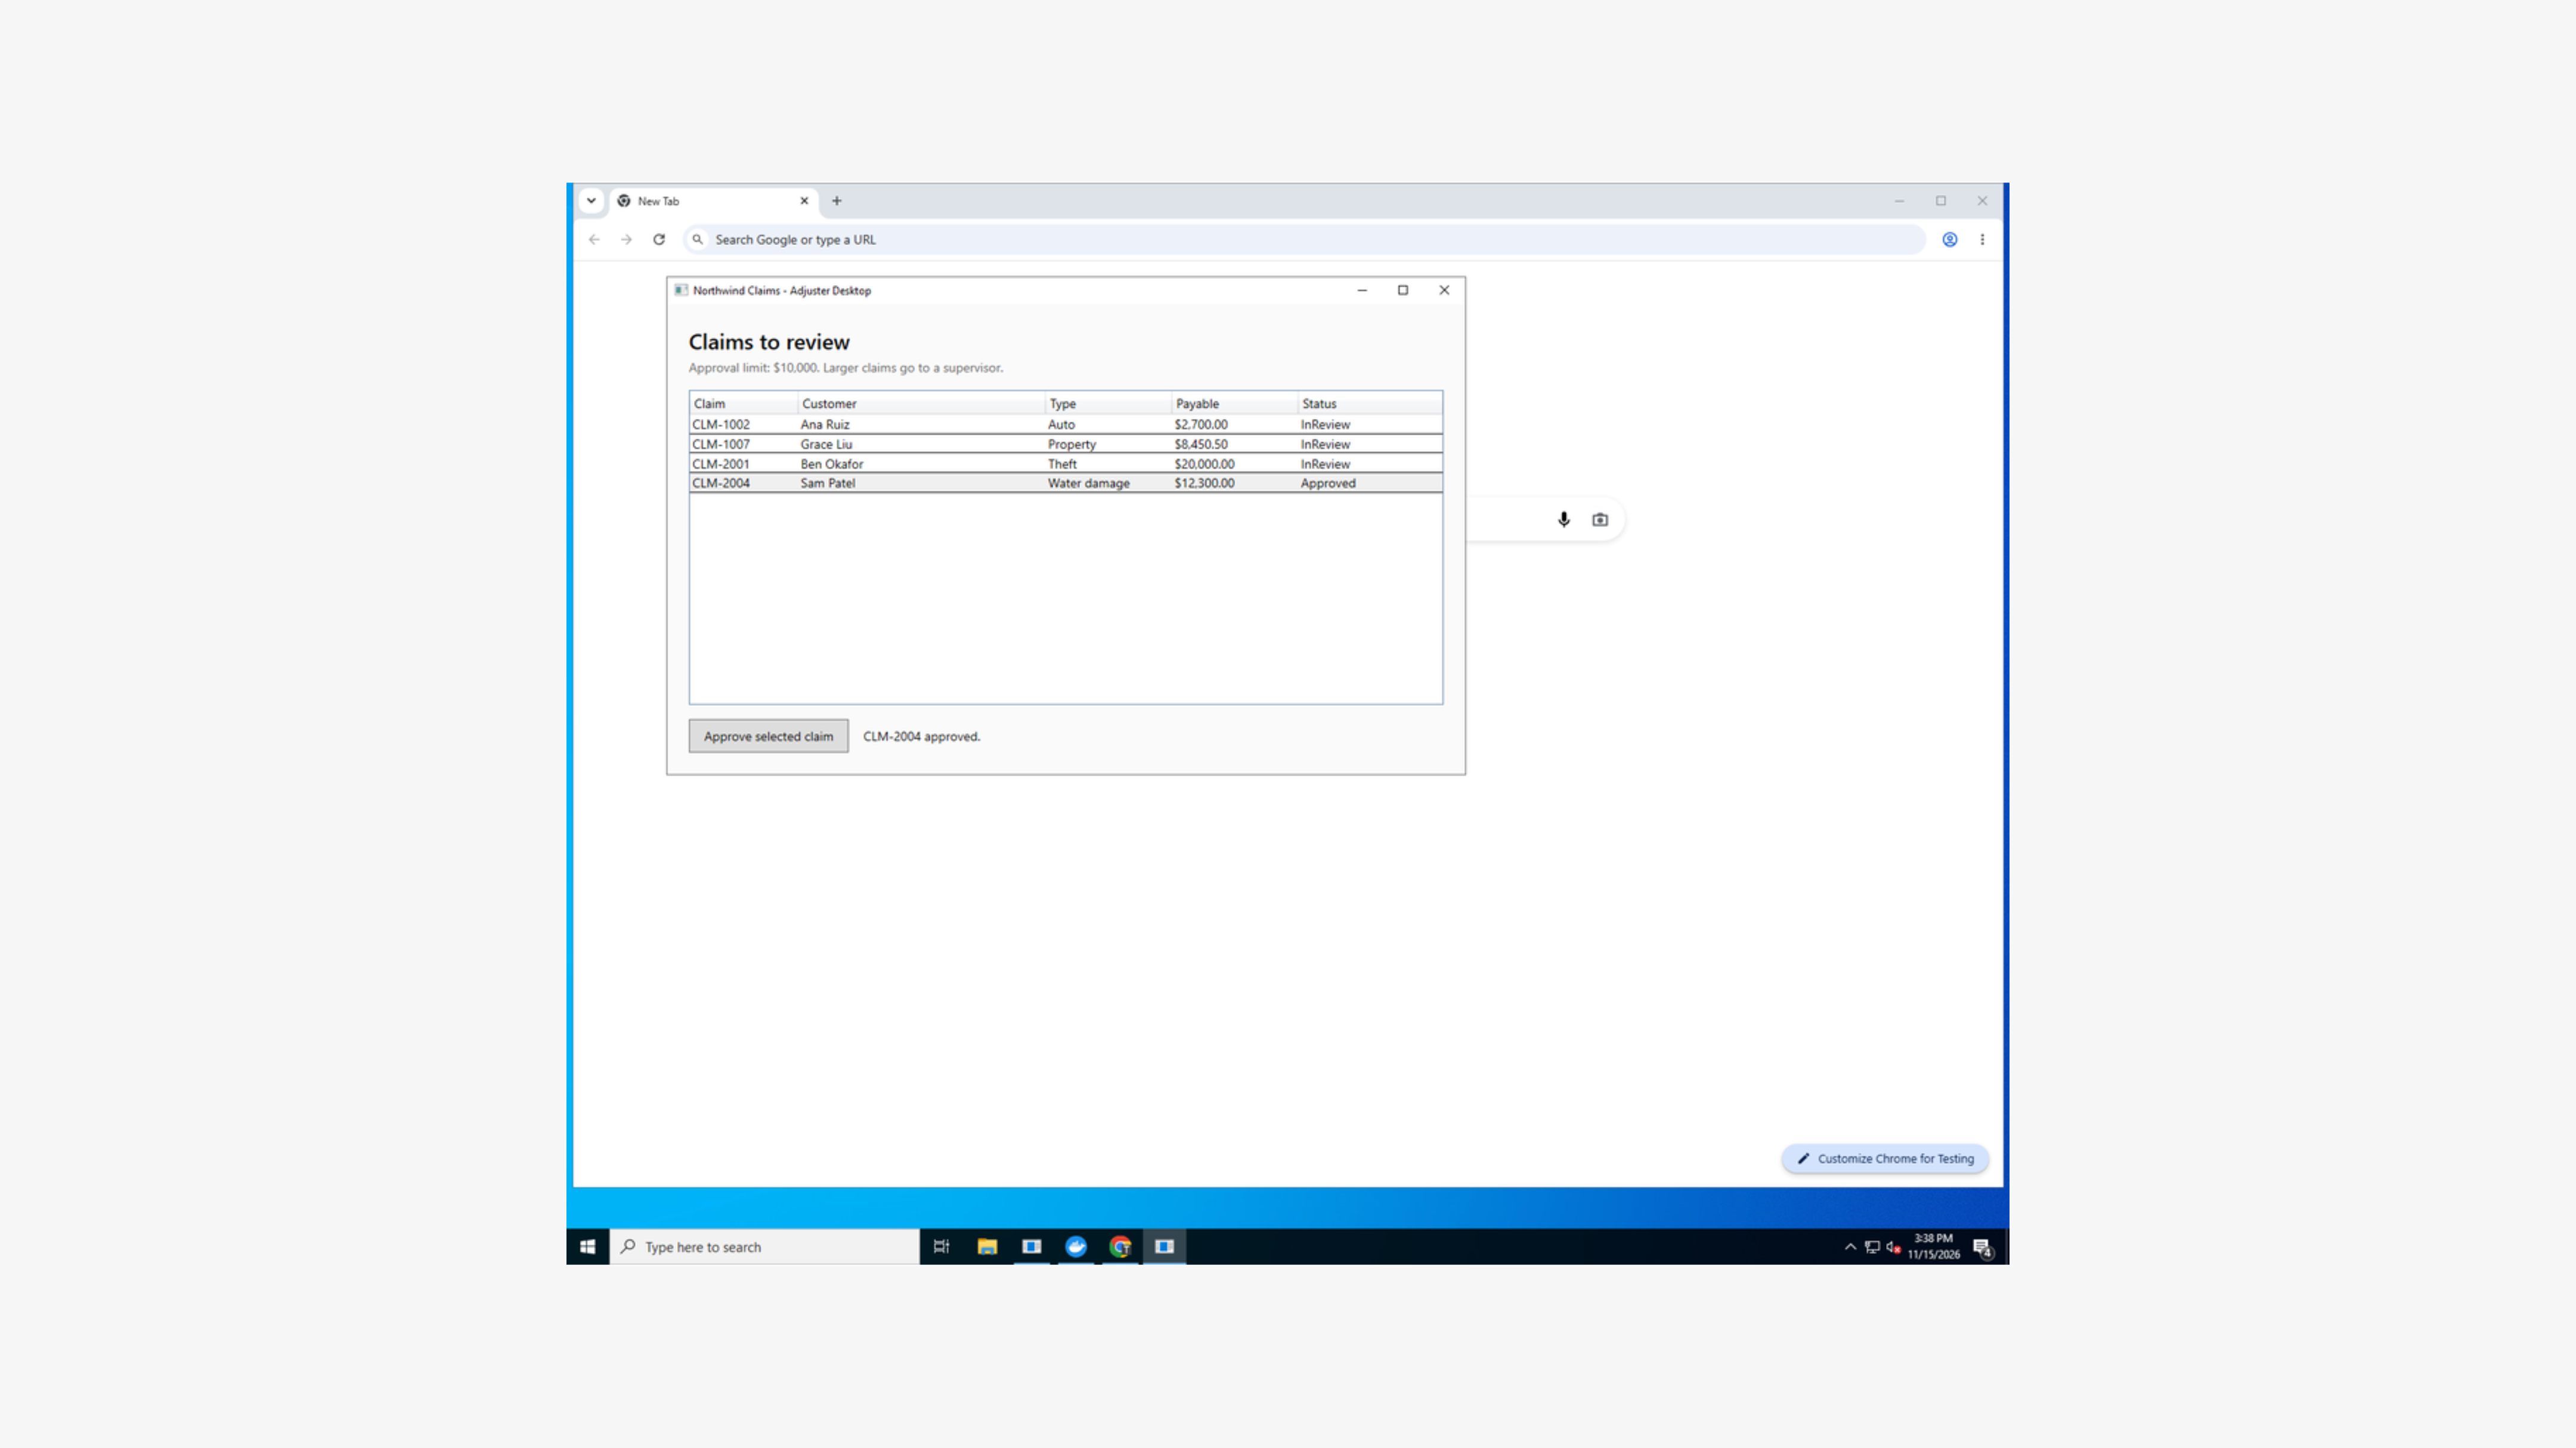 New Tab
Search Google or type a URL
Northwind Claims - Adjuster Desktop
Claims to review
Approval limit: $10,000. Larger claims go to a supervisor.
Claim Customer Type Payable Status
CLM-1002 Ana Ruiz Auto $2,700.00 InReview
CLM-1007 Grace Liu Property $8,450.50 InReview
CLM-2001 Ben Okafor Theft $20,000.00 InReview
CLM-2004 Sam Patel Water damage $12,300.00 Approved
Approve selected claim CLM-2004 approved.
Customize Chrome for Testing
Type here to search
3:38 PM
11/15/2026
4